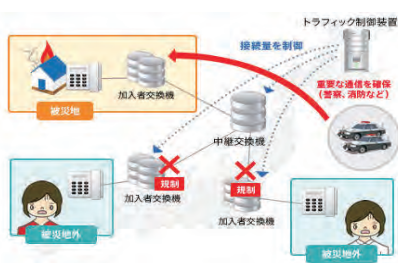 トラフィック制御装置
接続量を制御
重要な通信を確保
(警察、消防など)
加入者交換機
被災地
中継交換機
規制
加入者交換機
被災地外
規制
加入者交換機
被災地外